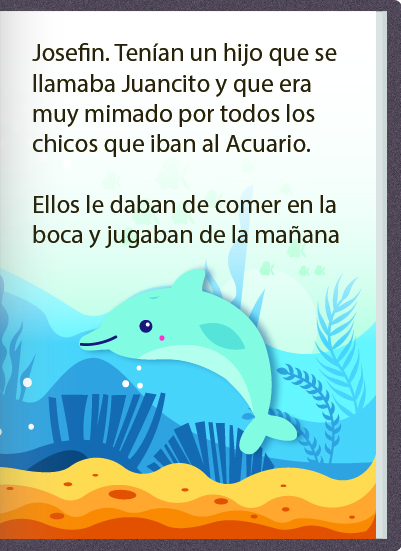 Josefin. Tenían un hijo que se
llamaba Juancito y que era
muy mimado por todos los
chicos que iban al Acuario.
Ellos le daban de comer en la
boca y jugaban de la mañana